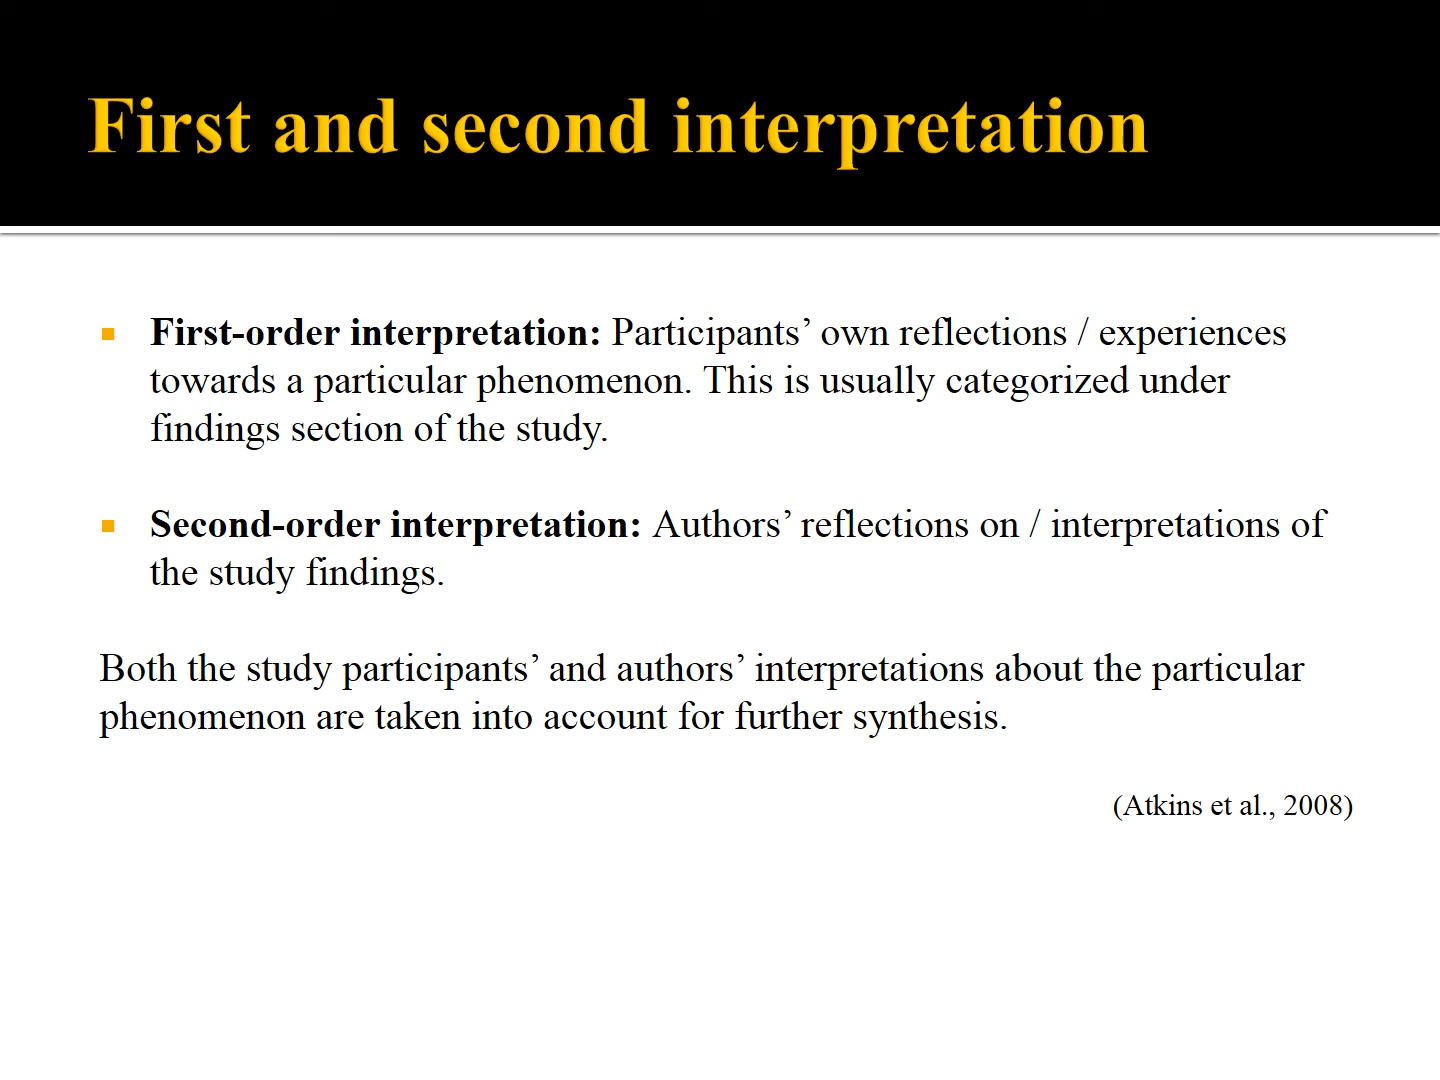 First and second interpretation
First-order interpretation: Participants’ own reflections / experiences
towards a particular phenomenon. This is usually categorized under
findings section of the study.
Second-order interpretation: Authors’ reflections on / interpretations of
the study findings.
Both the study participants’ and authors’ interpretations about the particular
phenomenon are taken into account for further synthesis.
(Atkins et al., 2008)